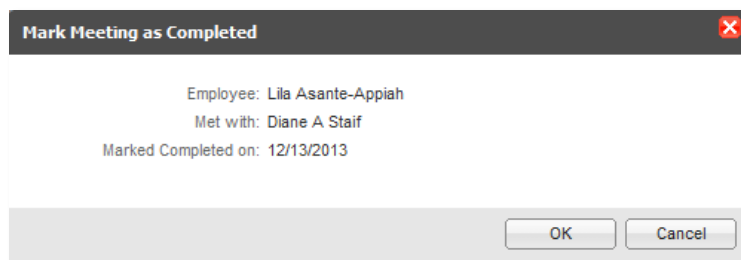 Mark Meeting as Completed
Employee: Lila Asante-Appiah
Met with: Diane A Staif
Marked Completed on: 12/13/2013
OK Cancel